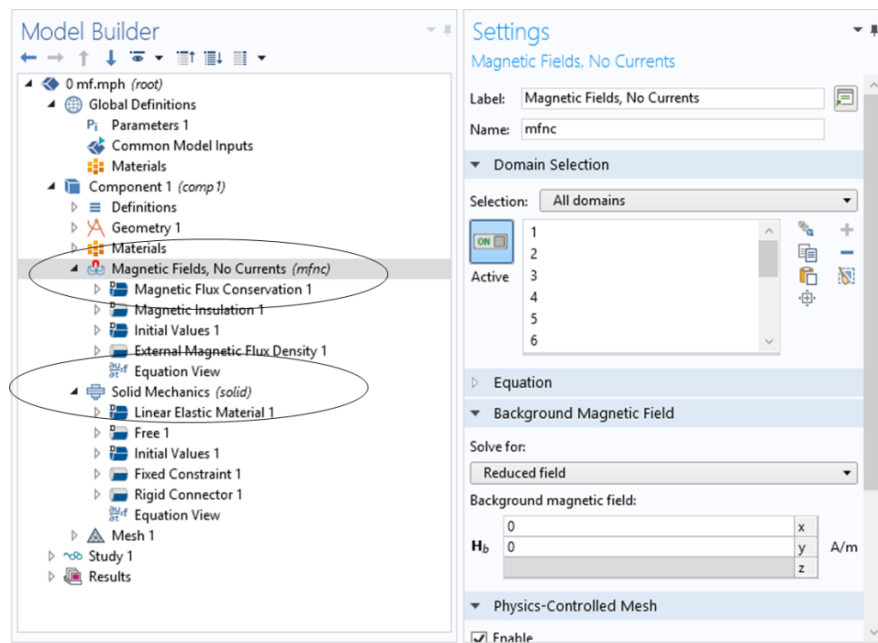 Model Builder
0 mf.mph (root)
Global Definitions
Pi Parameters 1
Common Model Inputs
Materials
Component 1 (comp1)
Definitions
Geometry 1
Materials
Magnetic Fields, No Currents (mfnc)
Magnetic Flux Conservation 1
Magnetic Insulation 1
Initial Values 1
External Magnetic Flux Density 1
Equation View
Solid Mechanics (solid)
Linear Elastic Material 1
Free 1
Initial Values 1
Fixed Constraint 1
Rigid Connector 1
Equation View
Mesh 1
Study 1
Results
Settings
Magnetic Fields, No Currents
Label: Magnetic Fields, No Currents
Name: mfnc
Domain Selection
Selection: All domains
ON
Active
1
2
3
4
5
6
Equation
Background Magnetic Field
Solve for:
Reduced field
Background magnetic field:
0 x
Hb 0 y A/m
z
Physics-Controlled Mesh
Enable